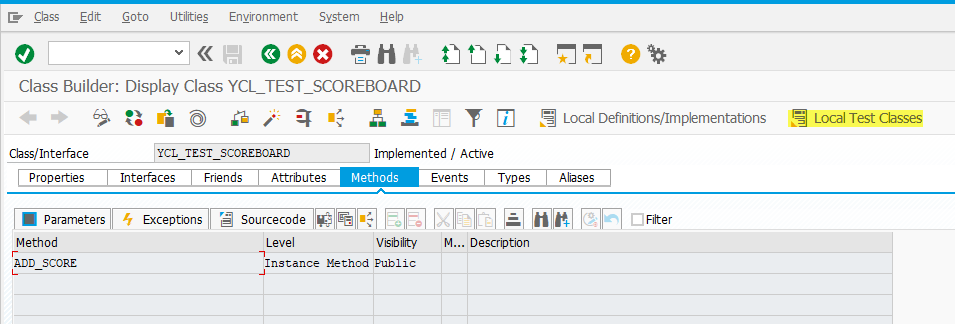 Class Edit Goto Utilities Environment System Help
Class Builder: Display Class YCL_TEST_SCOREBOARD
Local Definitions/Implementations Local Test Classes
Class/Interface YCL_TEST_SCOREBOARD Implemented / Active
Properties Interfaces Friends Attributes Methods Events Types Aliases
Parameters Exceptions Sourcecode Filter
Method Level Visibility M... Description
ADD_SCORE Instance Method Public